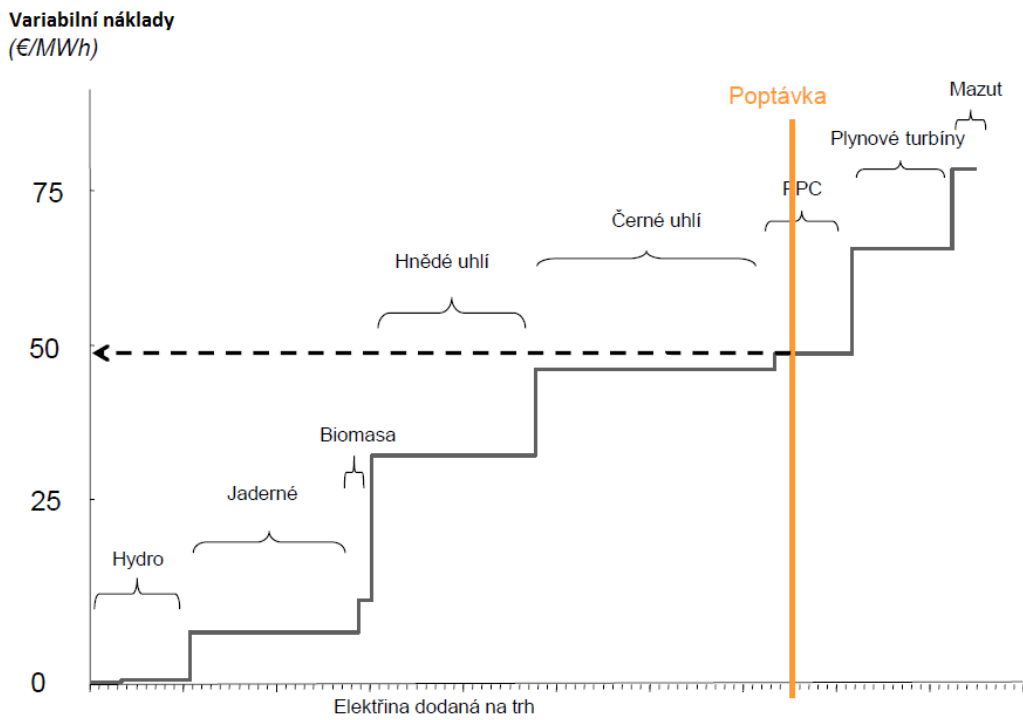 Variabilní náklady
(€/MWh)
Mazut
Poptávka
Plynové turbíny
75
PPC
Černé uhlí
Hnědé uhlí
50
Biomasa
25
Jaderné
Hydro
0
Elektřina dodaná na trh